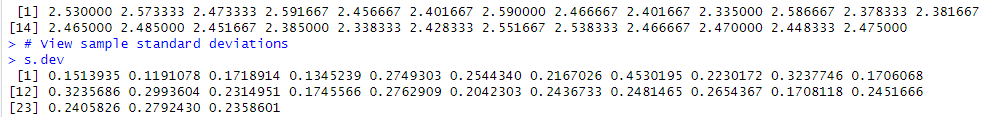 [1] 2.530000 2.573333 2.473333 2.591667 2.456667 2.401667 2.590000 2.466667 2.401667 2.335000 2.586667 2.378333 2.381667
[14] 2.465000 2.485000 2.451667 2.385000 2.338333 2.428333 2.551667 2.538333 2.466667 2.470000 2.448333 2.475000
> # View sample standard deviations
> s.dev
[1] 0.1513935 0.1191078 0.1718914 0.1345239 0.2749303 0.2544340 0.2167026 0.4530195 0.2230172 0.3237746 0.1706068
[12] 0.3235686 0.2993604 0.2314951 0.1745566 0.2762909 0.2042303 0.2436733 0.2481465 0.2654367 0.1708118 0.2451666
[23] 0.2405826 0.2792430 0.2358601